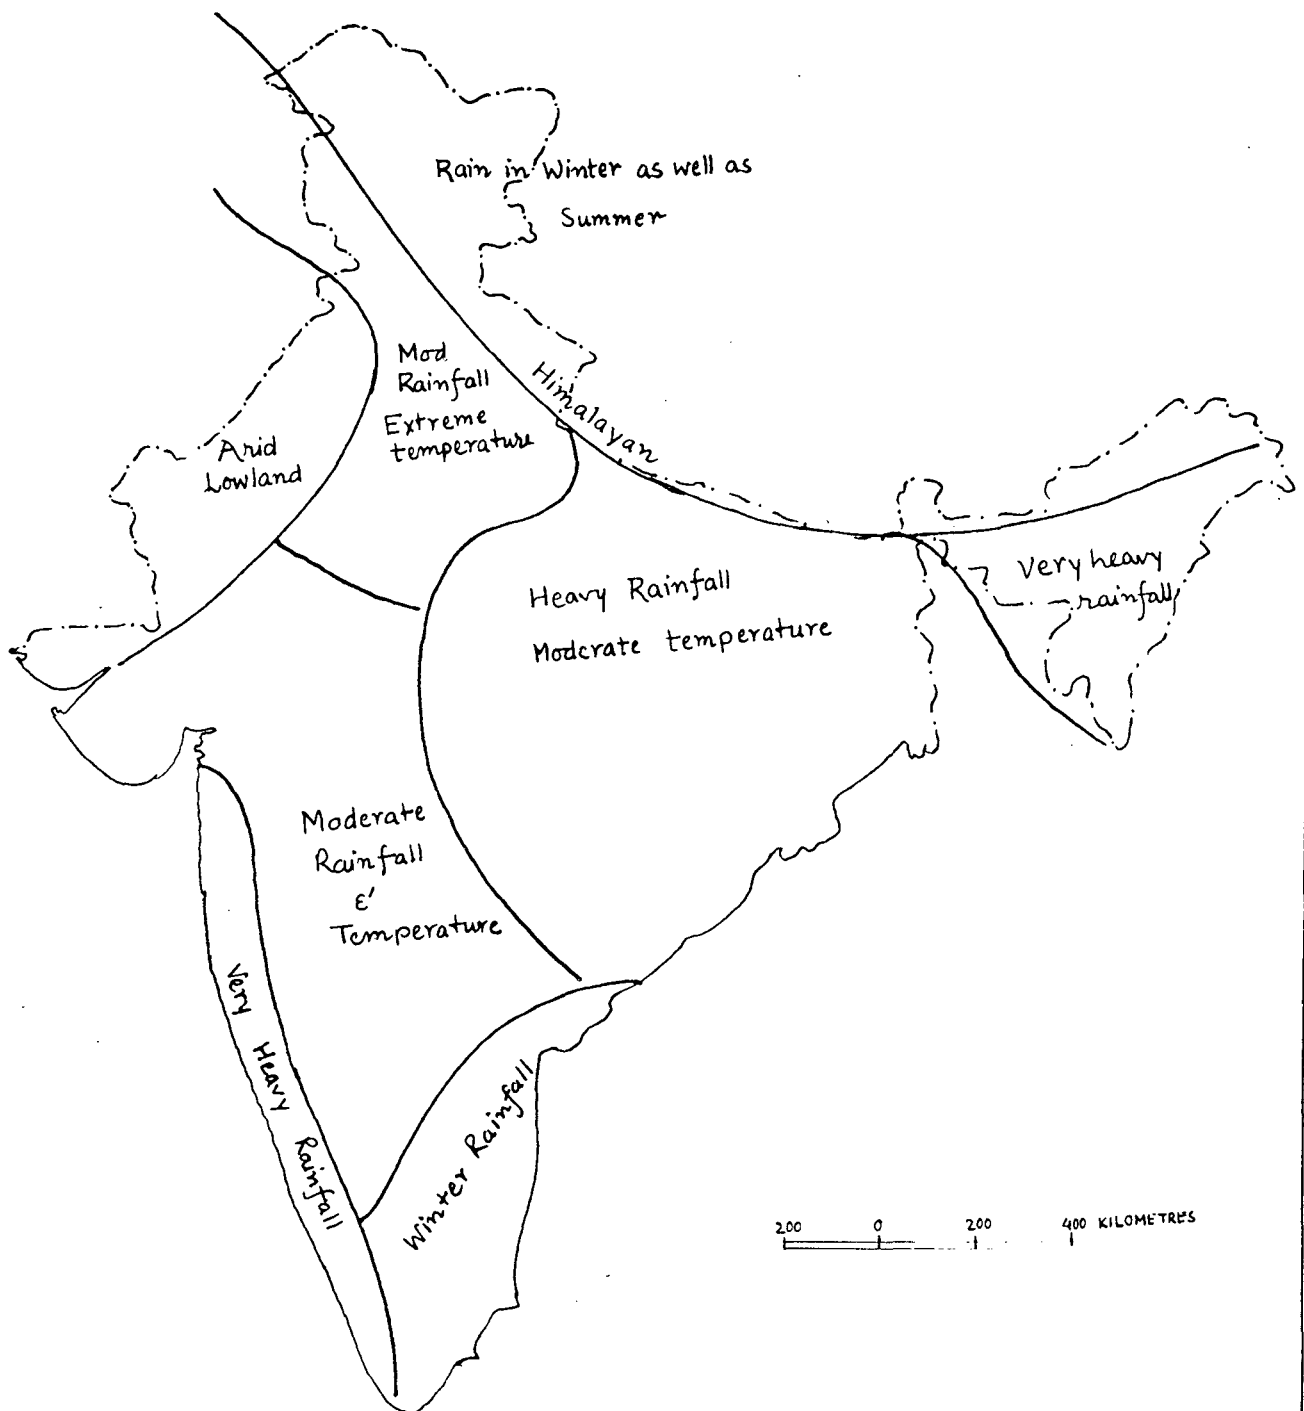 Rain in Winter as well as
Summer
Himalayan
Mod
Rainfall
Extreme
temperature
Arid
Lowland
Very heavy
rainfall
Heavy Rainfall
Moderate temperature
Moderate
Rainfall
&
Temperature
Very Heavy Rainfall
Winter Rainfall
200 0 200 400 KILOMETRES